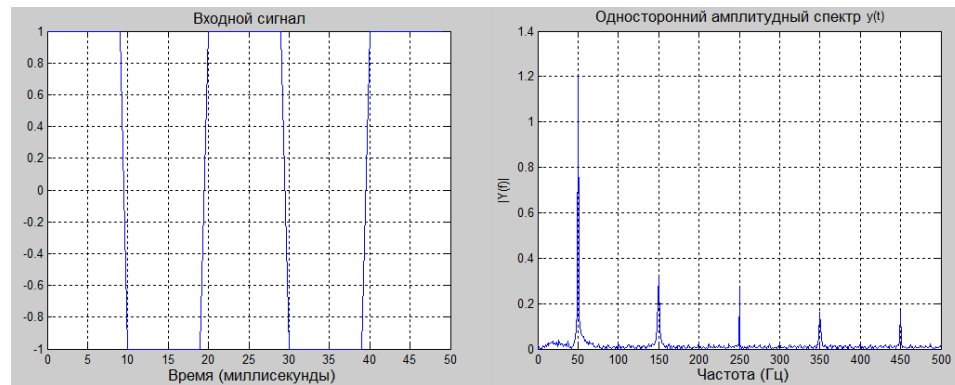 Входной сигнал
1
0.8
0.6
0.4
0.2
0
-0.2
-0.4
-0.6
-0.8
-1
0 5 10 15 20 25 30 35 40 45 50
Время (миллисекунды)
Односторонний амплитудный спектр y(t)
1.4
1.2
1
0.8
0.6
0.4
0.2
0
|Y(f)|
0 50 100 150 200 250 300 350 400 450 500
Частота (Гц)